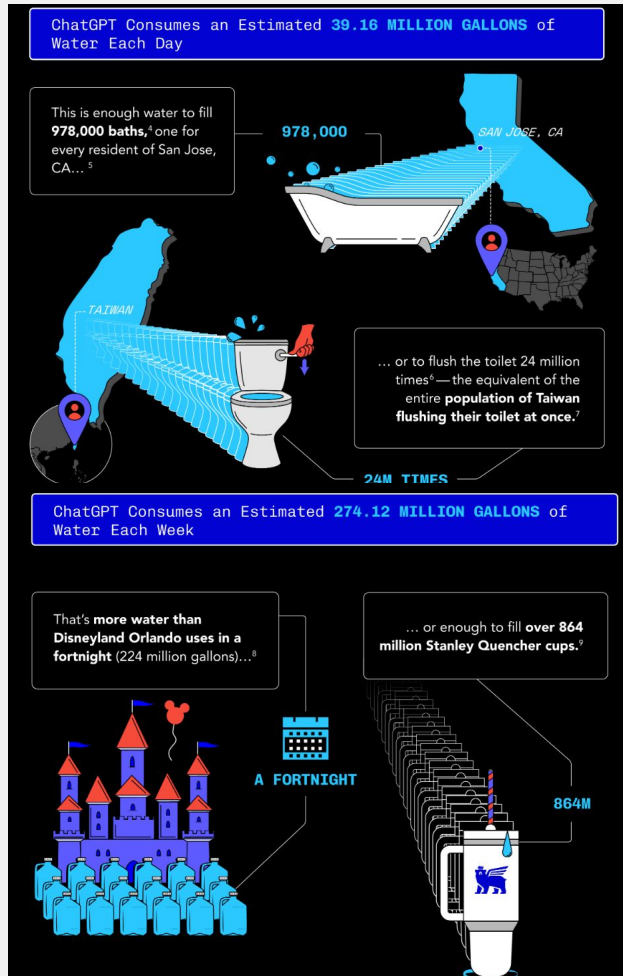 ChatGPT Consumes an Estimated 39.16 MILLION GALLONS of
Water Each Day
This is enough water to fill
978,000 baths,⁴ one for
every resident of San Jose,
CA... ⁵
978,000
SAN JOSE, CA
TAIWAN
... or to flush the toilet 24 million
times⁶—the equivalent of the
entire population of Taiwan
flushing their toilet at once.⁷
24M TIMES
ChatGPT Consumes an Estimated 274.12 MILLION GALLONS of
Water Each Week
That's more water than
Disneyland Orlando uses in a
fortnight (224 million gallons)...⁸
... or enough to fill over 864
million Stanley Quencher cups.⁹
A FORTNIGHT
864M